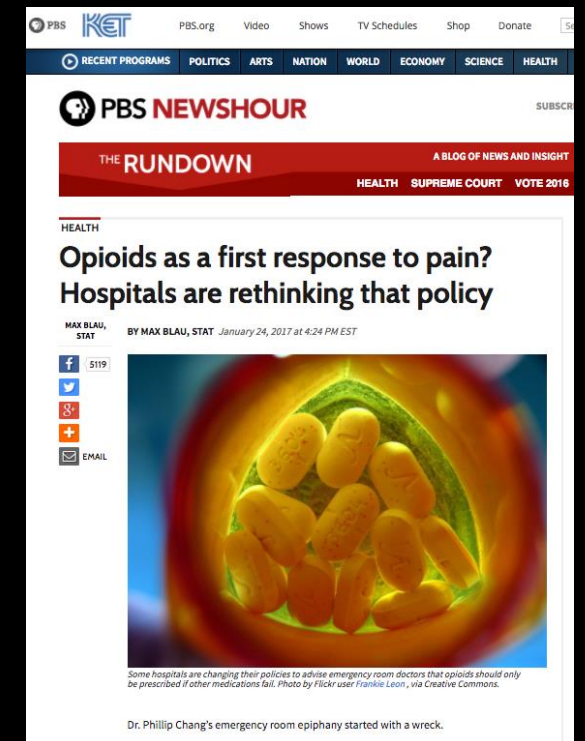 PBS KET PBS.org Video Shows TV Schedules Shop Donate
RECENT PROGRAMS POLITICS ARTS NATION WORLD ECONOMY SCIENCE HEALTH
PBS NEWSHOUR
THE RUNDOWN
A BLOG OF NEWS AND INSIGHT
HEALTH SUPREME COURT VOTE 2016
HEALTH
Opioids as a first response to pain?
Hospitals are rethinking that policy
MAX BLAU,
STAT
BY MAX BLAU, STAT January 24, 2017 at 4:24 PM EST
5119
EMAIL
Some hospitals are changing their policies to advise emergency room doctors that opioids should only
be prescribed if other medications fail. Photo by Flickr user Frankie Leon , via Creative Commons.
Dr. Phillip Chang's emergency room epiphany started with a wreck.